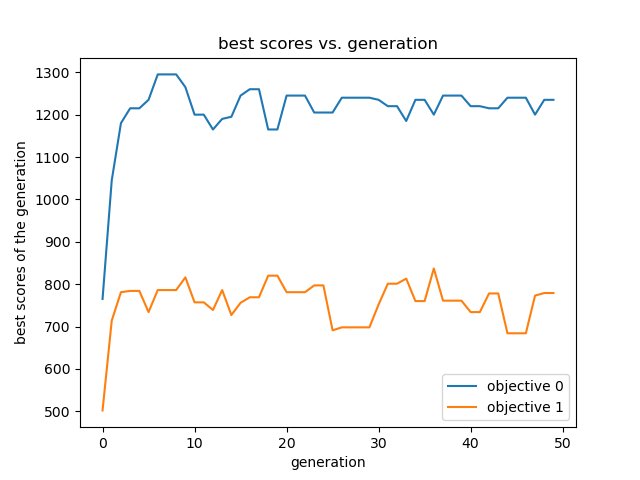 best scores vs. generation
best scores of the generation
1300
1200
1100
1000
900
800
700
600
500
0 10 20 30 40 50
generation
objective 0
objective 1